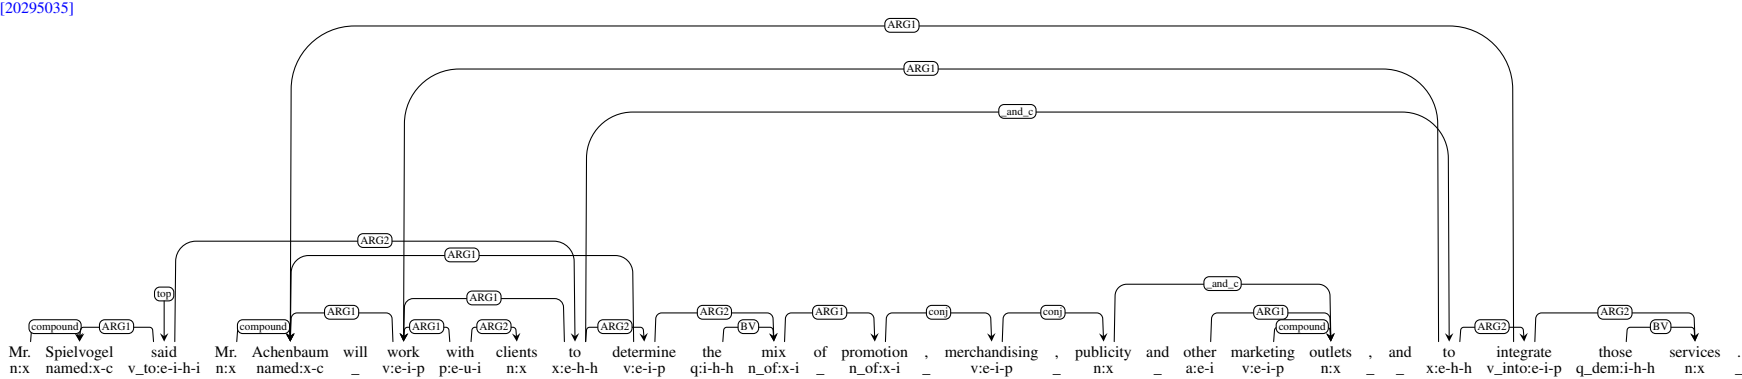 [20295035]
ARG1
ARG1
_and_c
ARG2
ARG1
_and_c
top ARG1
ARG1 ARG2 ARG1 conj conj ARG1 ARG2
compound ARG1 compound ARG1 ARG2 ARG2 BV compound ARG2 BV
Mr. Spielvogel said Mr. Achenbaum will work with clients to determine the mix of promotion , merchandising , publicity and other marketing outlets , and to integrate those services .
n:x named:x-c v_to:e-i-h-i n:x named:x-c _ v:e-i-p p:e-u-i n:x x:e-h-h v:e-i-p q:i-h-h n_of:x-i _ n_of:x-i _ v:e-i-p _ n:x _ a:e-i v:e-i-p n:x _ _ x:e-h-h v_into:e-i-p q_dem:i-h-h n:x _